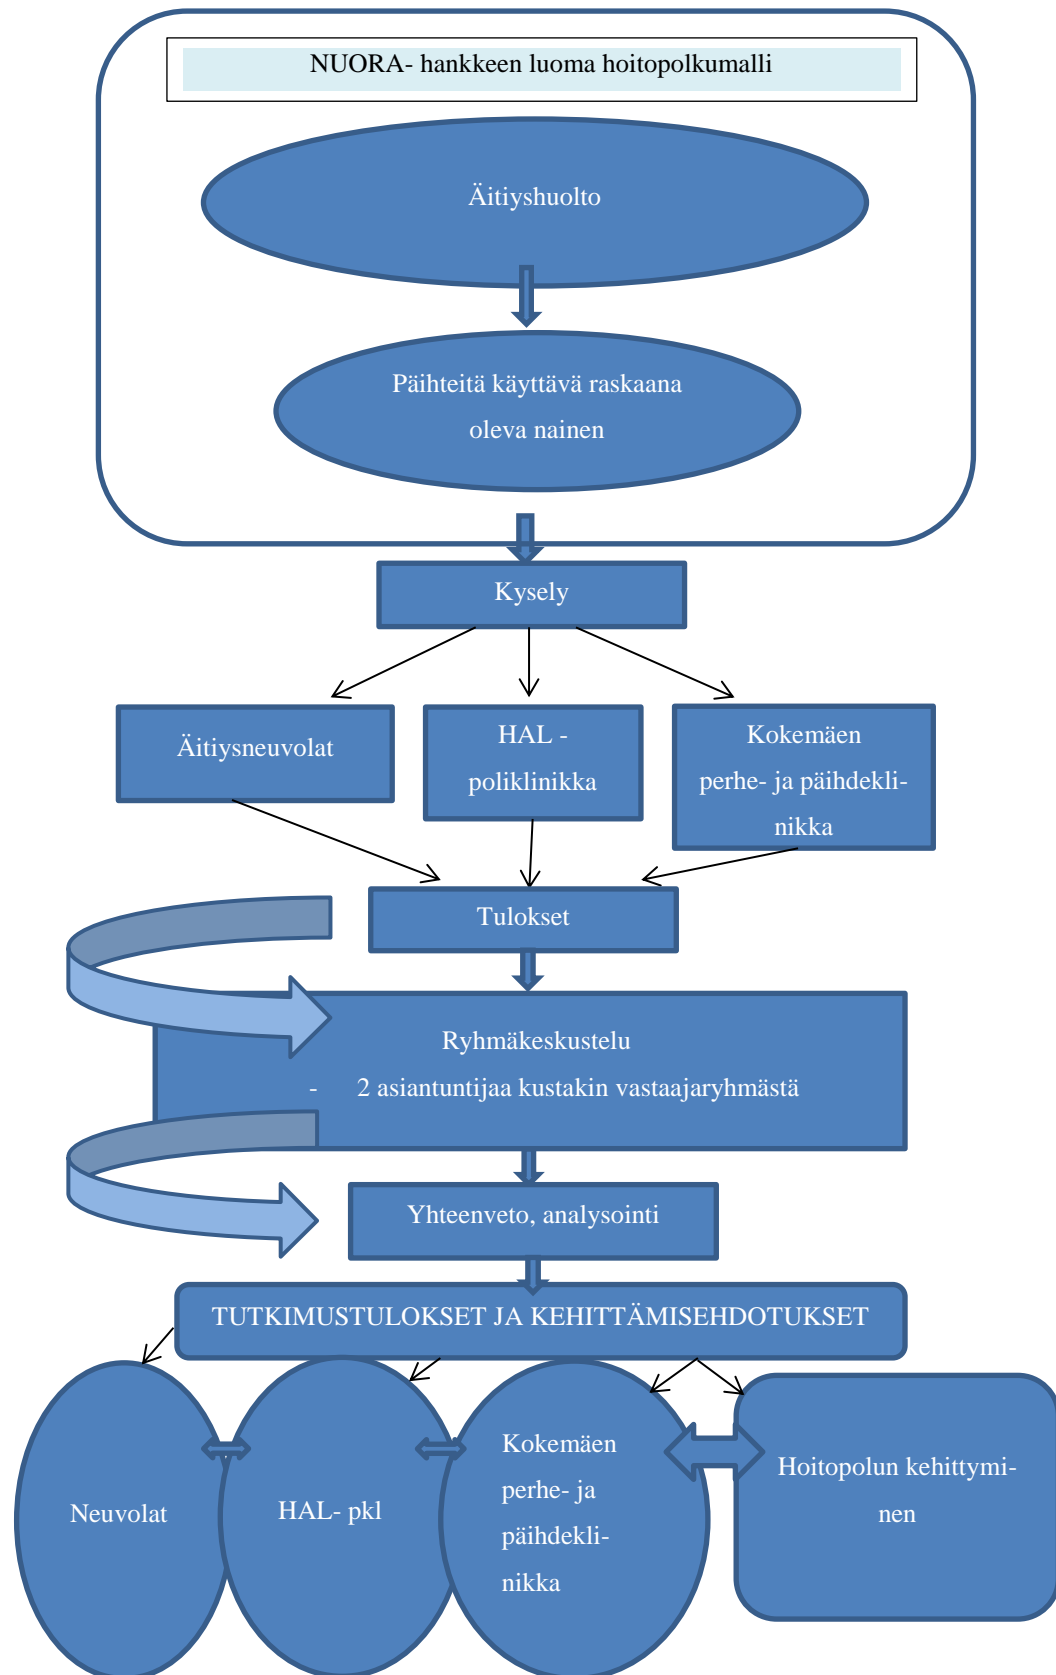 NUORA- hankkeen luoma hoitopolkumalli
Äitiyshuolto
Päihteitä käyttävä raskaana
oleva nainen
Kysely
Äitiysneuvolat
HAL -
poliklinikka
Kokemäen
perhe- ja päihdekli-
nikka
Tulokset
Ryhmäkeskustelu
- 2 asiantuntijaa kustakin vastaajaryhmästä
Yhteenveto, analysointi
TUTKIMUSTULOKSET JA KEHITTÄMISEHDOTUKSET
Neuvolat
HAL- pkl
Kokemäen
perhe- ja
päihdekli-
nikka
Hoitopolun kehittymi-
nen